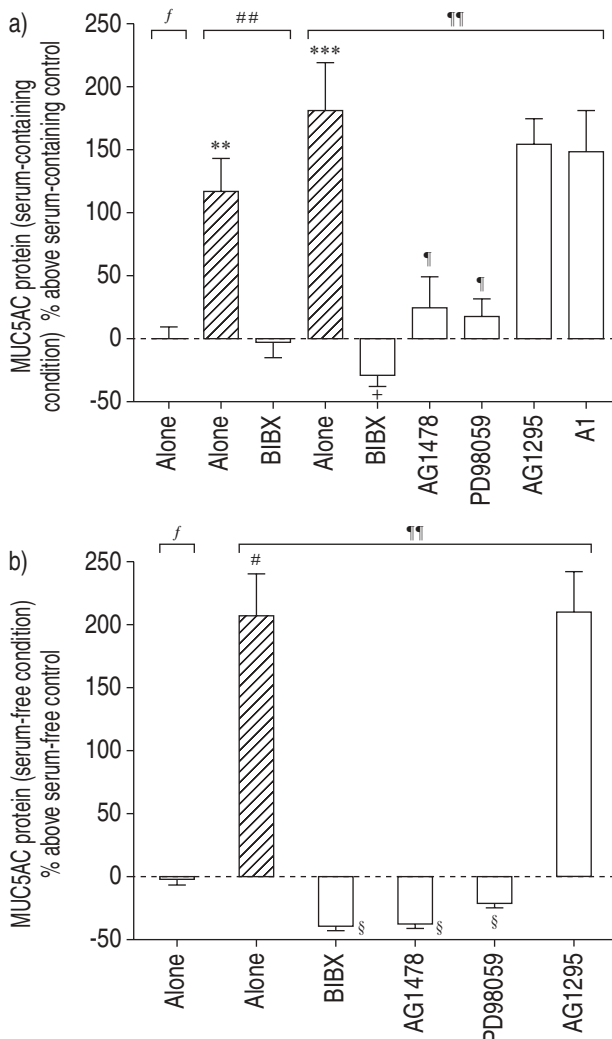 a)
MUC5AC protein (serum-containing
condition) % above serum-containing control
250
200
150
100
50
0
-50
ƒ
##
¶¶
**
***
+
¶
¶
Alone
Alone
BIBX
Alone
BIBX
AG1478
PD98059
AG1295
A1
b)
MUC5AC protein (serum-free condition)
% above serum-free control
250
200
150
100
50
0
-50
ƒ
¶¶
#
§
§
§
Alone
Alone
BIBX
AG1478
PD98059
AG1295